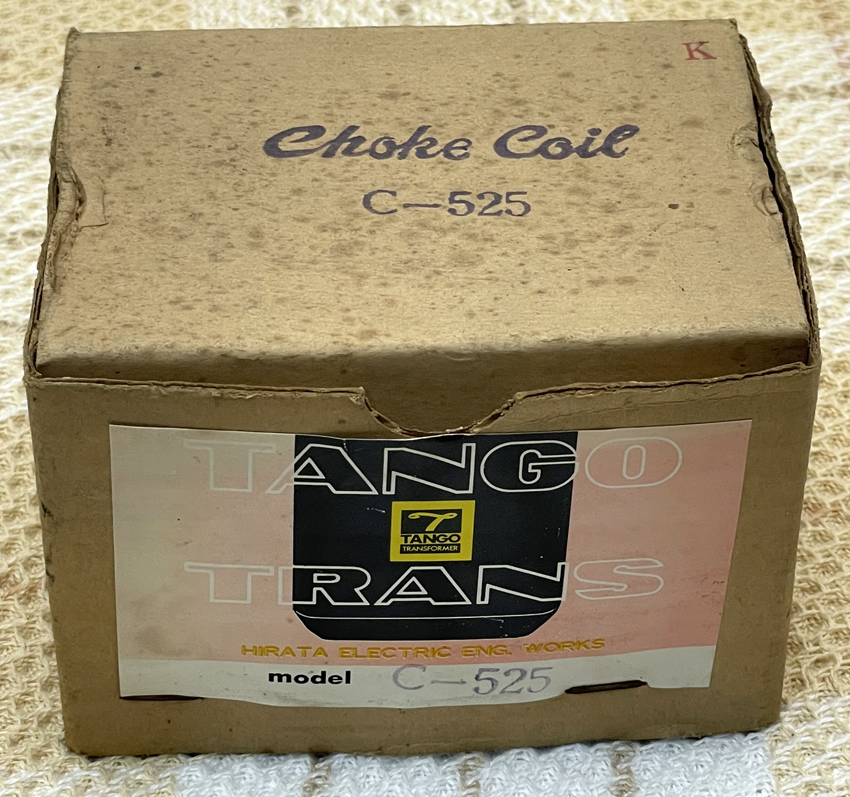 K
Choke Coil
C-525
TANGO
TANGO
TRANSFORMER
TRANS
HIRATA ELECTRIC ENG. WORKS
model C-525